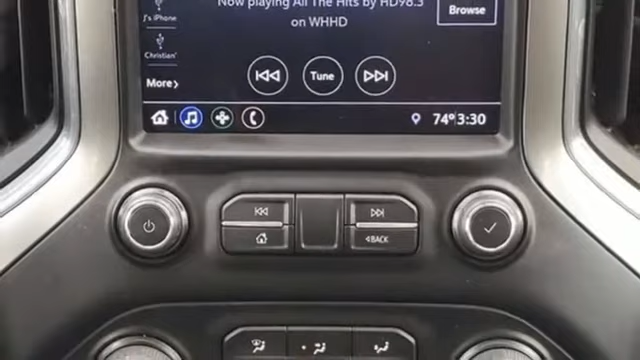 Now playing All The Hits by HD98.3
on WHHD
Browse
J's iPhone
Christian'
More
Tune
74° 3:30
BACK